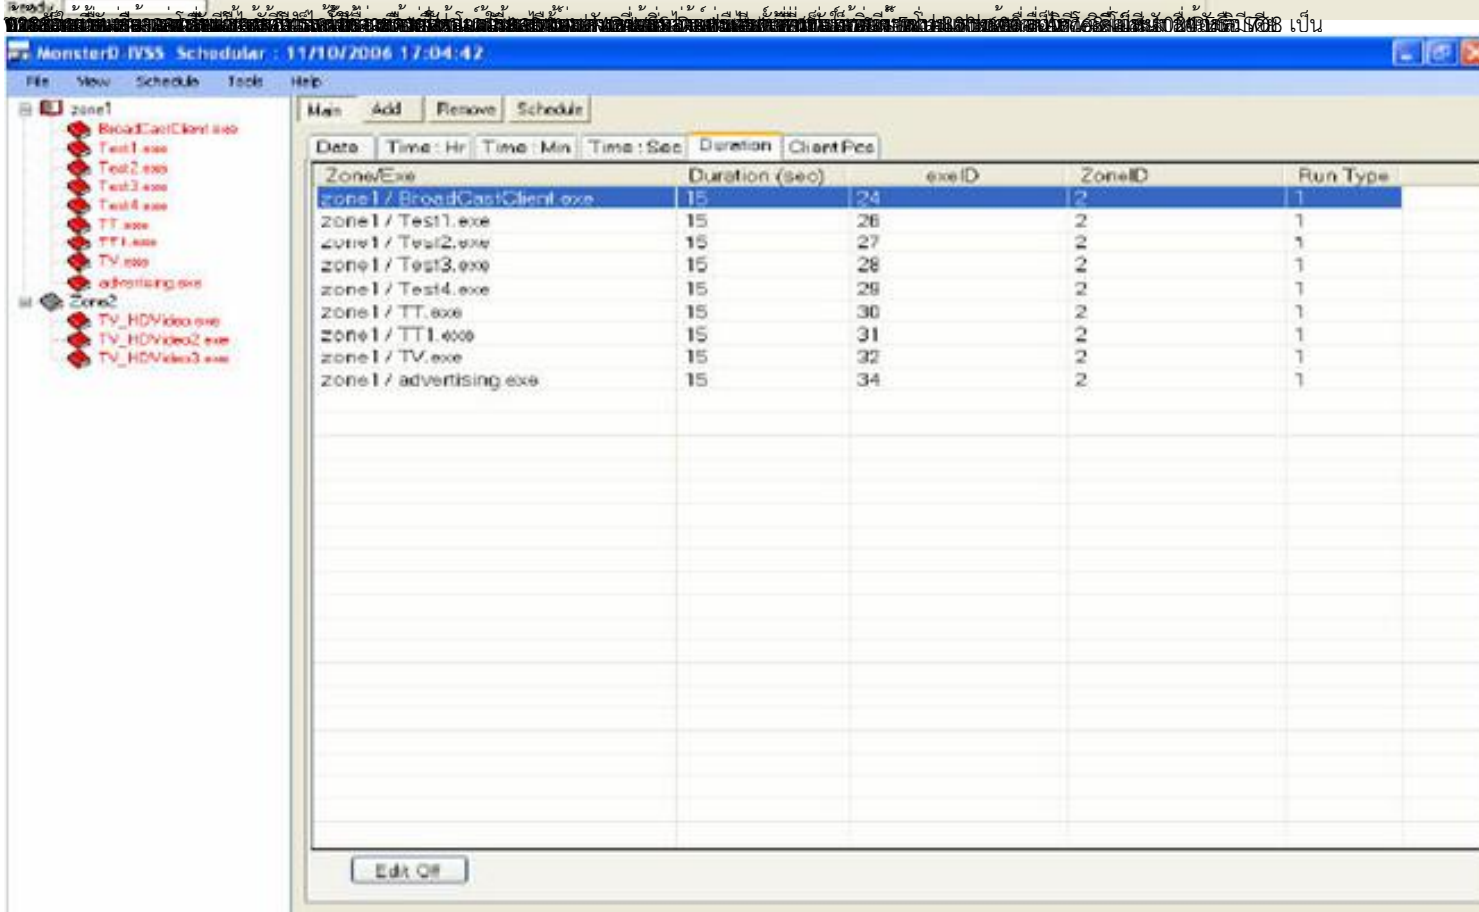 MonsterD-IVSS Schedular : 11/10/2006 17:04:42
File View Schedule Tools Help
zone1
BroadCastClient.exe
Test1.exe
Test2.exe
Test3.exe
Test4.exe
TT.exe
TT1.exe
TV.exe
advertising.exe
Zone2
TV_HDVideo.exe
TV_HDVideo2.exe
TV_HDVideo3.exe
Main Add Remove Schedule
Date Time : Hr Time : Min Time : Sec Duration Client Pcs
Zone/Exe Duration (sec) exeID ZoneID Run Type
zone1 / BroadCastClient.exe 15 24 2 1
zone1 / Test1.exe 15 26 2 1
zone1 / Test2.exe 15 27 2 1
zone1 / Test3.exe 15 28 2 1
zone1 / Test4.exe 15 29 2 1
zone1 / TT.exe 15 30 2 1
zone1 / TT1.exe 15 31 2 1
zone1 / TV.exe 15 32 2 1
zone1 / advertising.exe 15 34 2 1
Edit Off